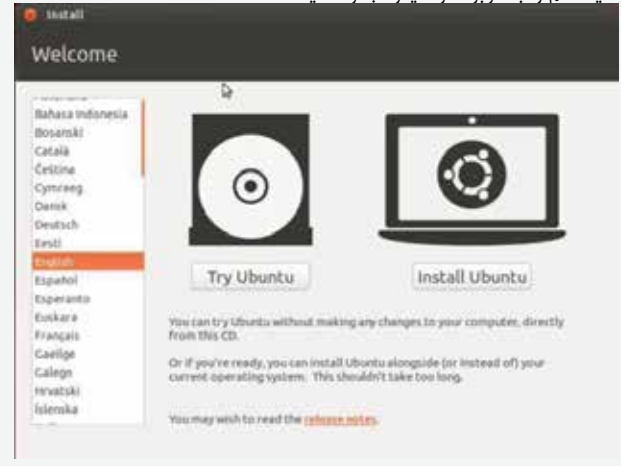 Install
Welcome
Bahasa Indonesia
Bosanski
Català
Čeština
Cymraeg
Dansk
Deutsch
Eesti
English
Español
Esperanto
Euskara
Français
Gaeilge
Galego
Hrvatski
Íslenska
Try Ubuntu
Install Ubuntu
You can try Ubuntu without making any changes to your computer, directly
from this CD.
Or if you're ready, you can install Ubuntu alongside (or instead of) your
current operating system. This shouldn't take too long.
You may wish to read the release notes.